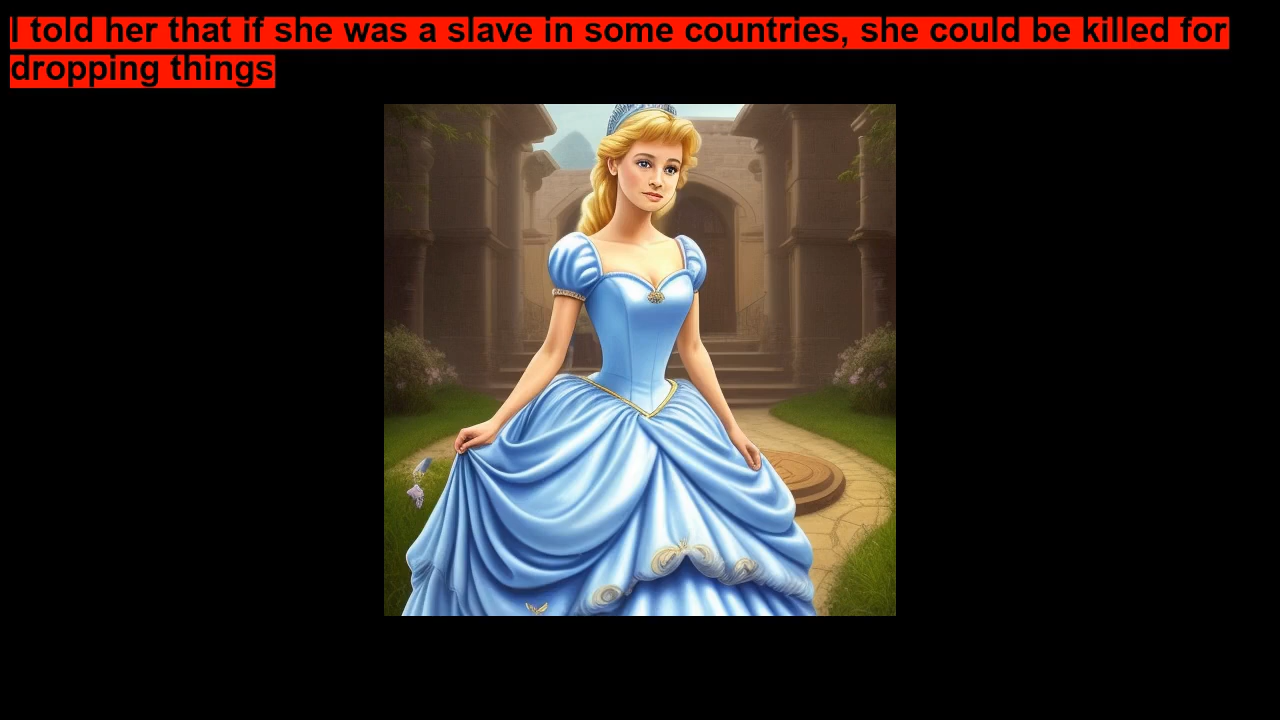 I told her that if she was a slave in some countries, she could be killed for
dropping things